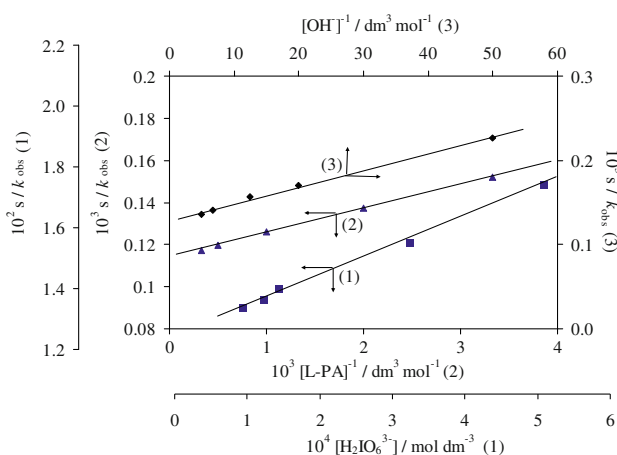 [OH⁻]⁻¹ / dm³ mol⁻¹ (3)
0 10 20 30 40 50 60
2.2 0.2 0.3
2.0 0.18
1.8 0.16 0.2
1.6 0.14
0.12 0.1
1.4 0.1
1.2 0.08 0.0
10² s / k obs (1)
10³ s / k obs (2)
10³ s / k obs (3)
(3)
(2)
(1)
0 1 2 3 4
10³ [L-PA]⁻¹ / dm³ mol⁻¹ (2)
0 1 2 3 4 5 6
10⁴ [H₂IO₆³⁻] / mol dm⁻³ (1)